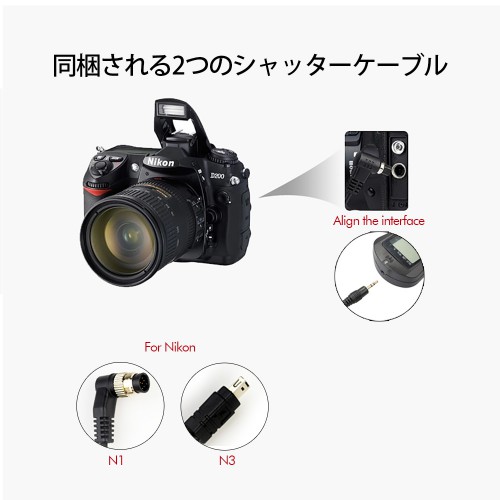 同梱される2つのシャッターケーブル
Nikon
D200
Align the interface
For Nikon
N1
N3